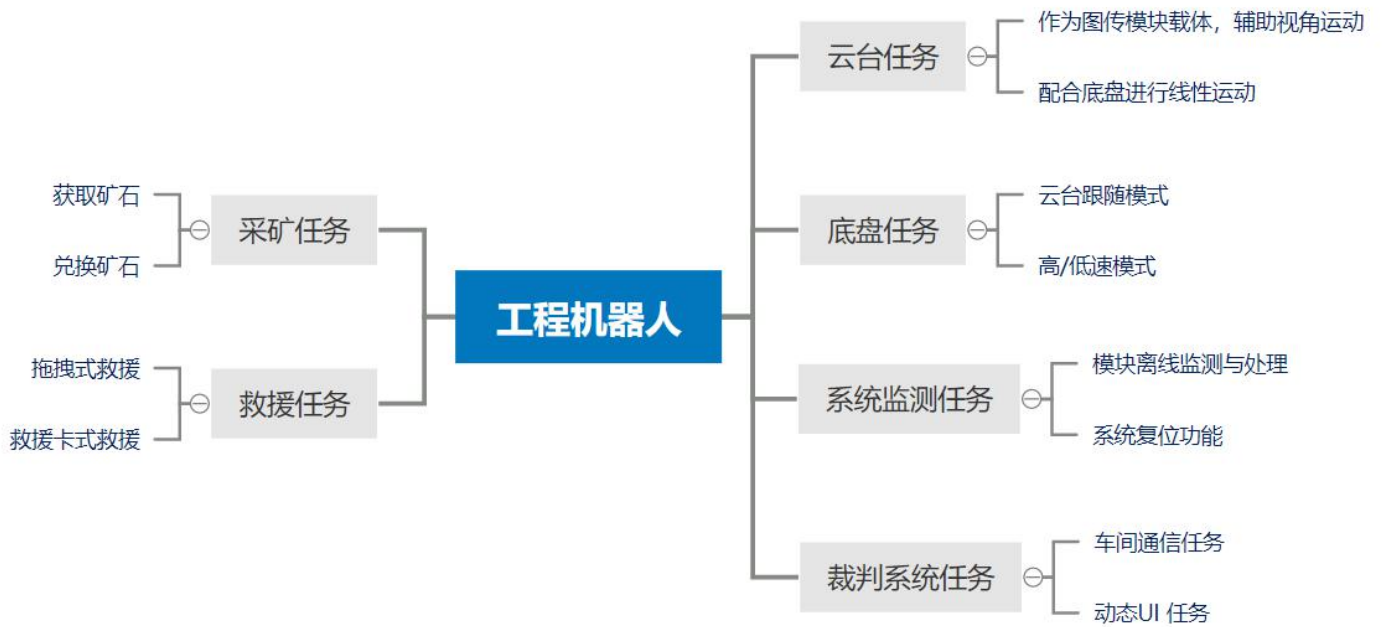 工程机器人
云台任务
作为图传模块载体，辅助视角运动
配合底盘进行线性运动
底盘任务
云台跟随模式
高/低速模式
系统监测任务
模块离线监测与处理
系统复位功能
裁判系统任务
车间通信任务
动态UI 任务
采矿任务
获取矿石
兑换矿石
救援任务
拖拽式救援
救援卡式救援